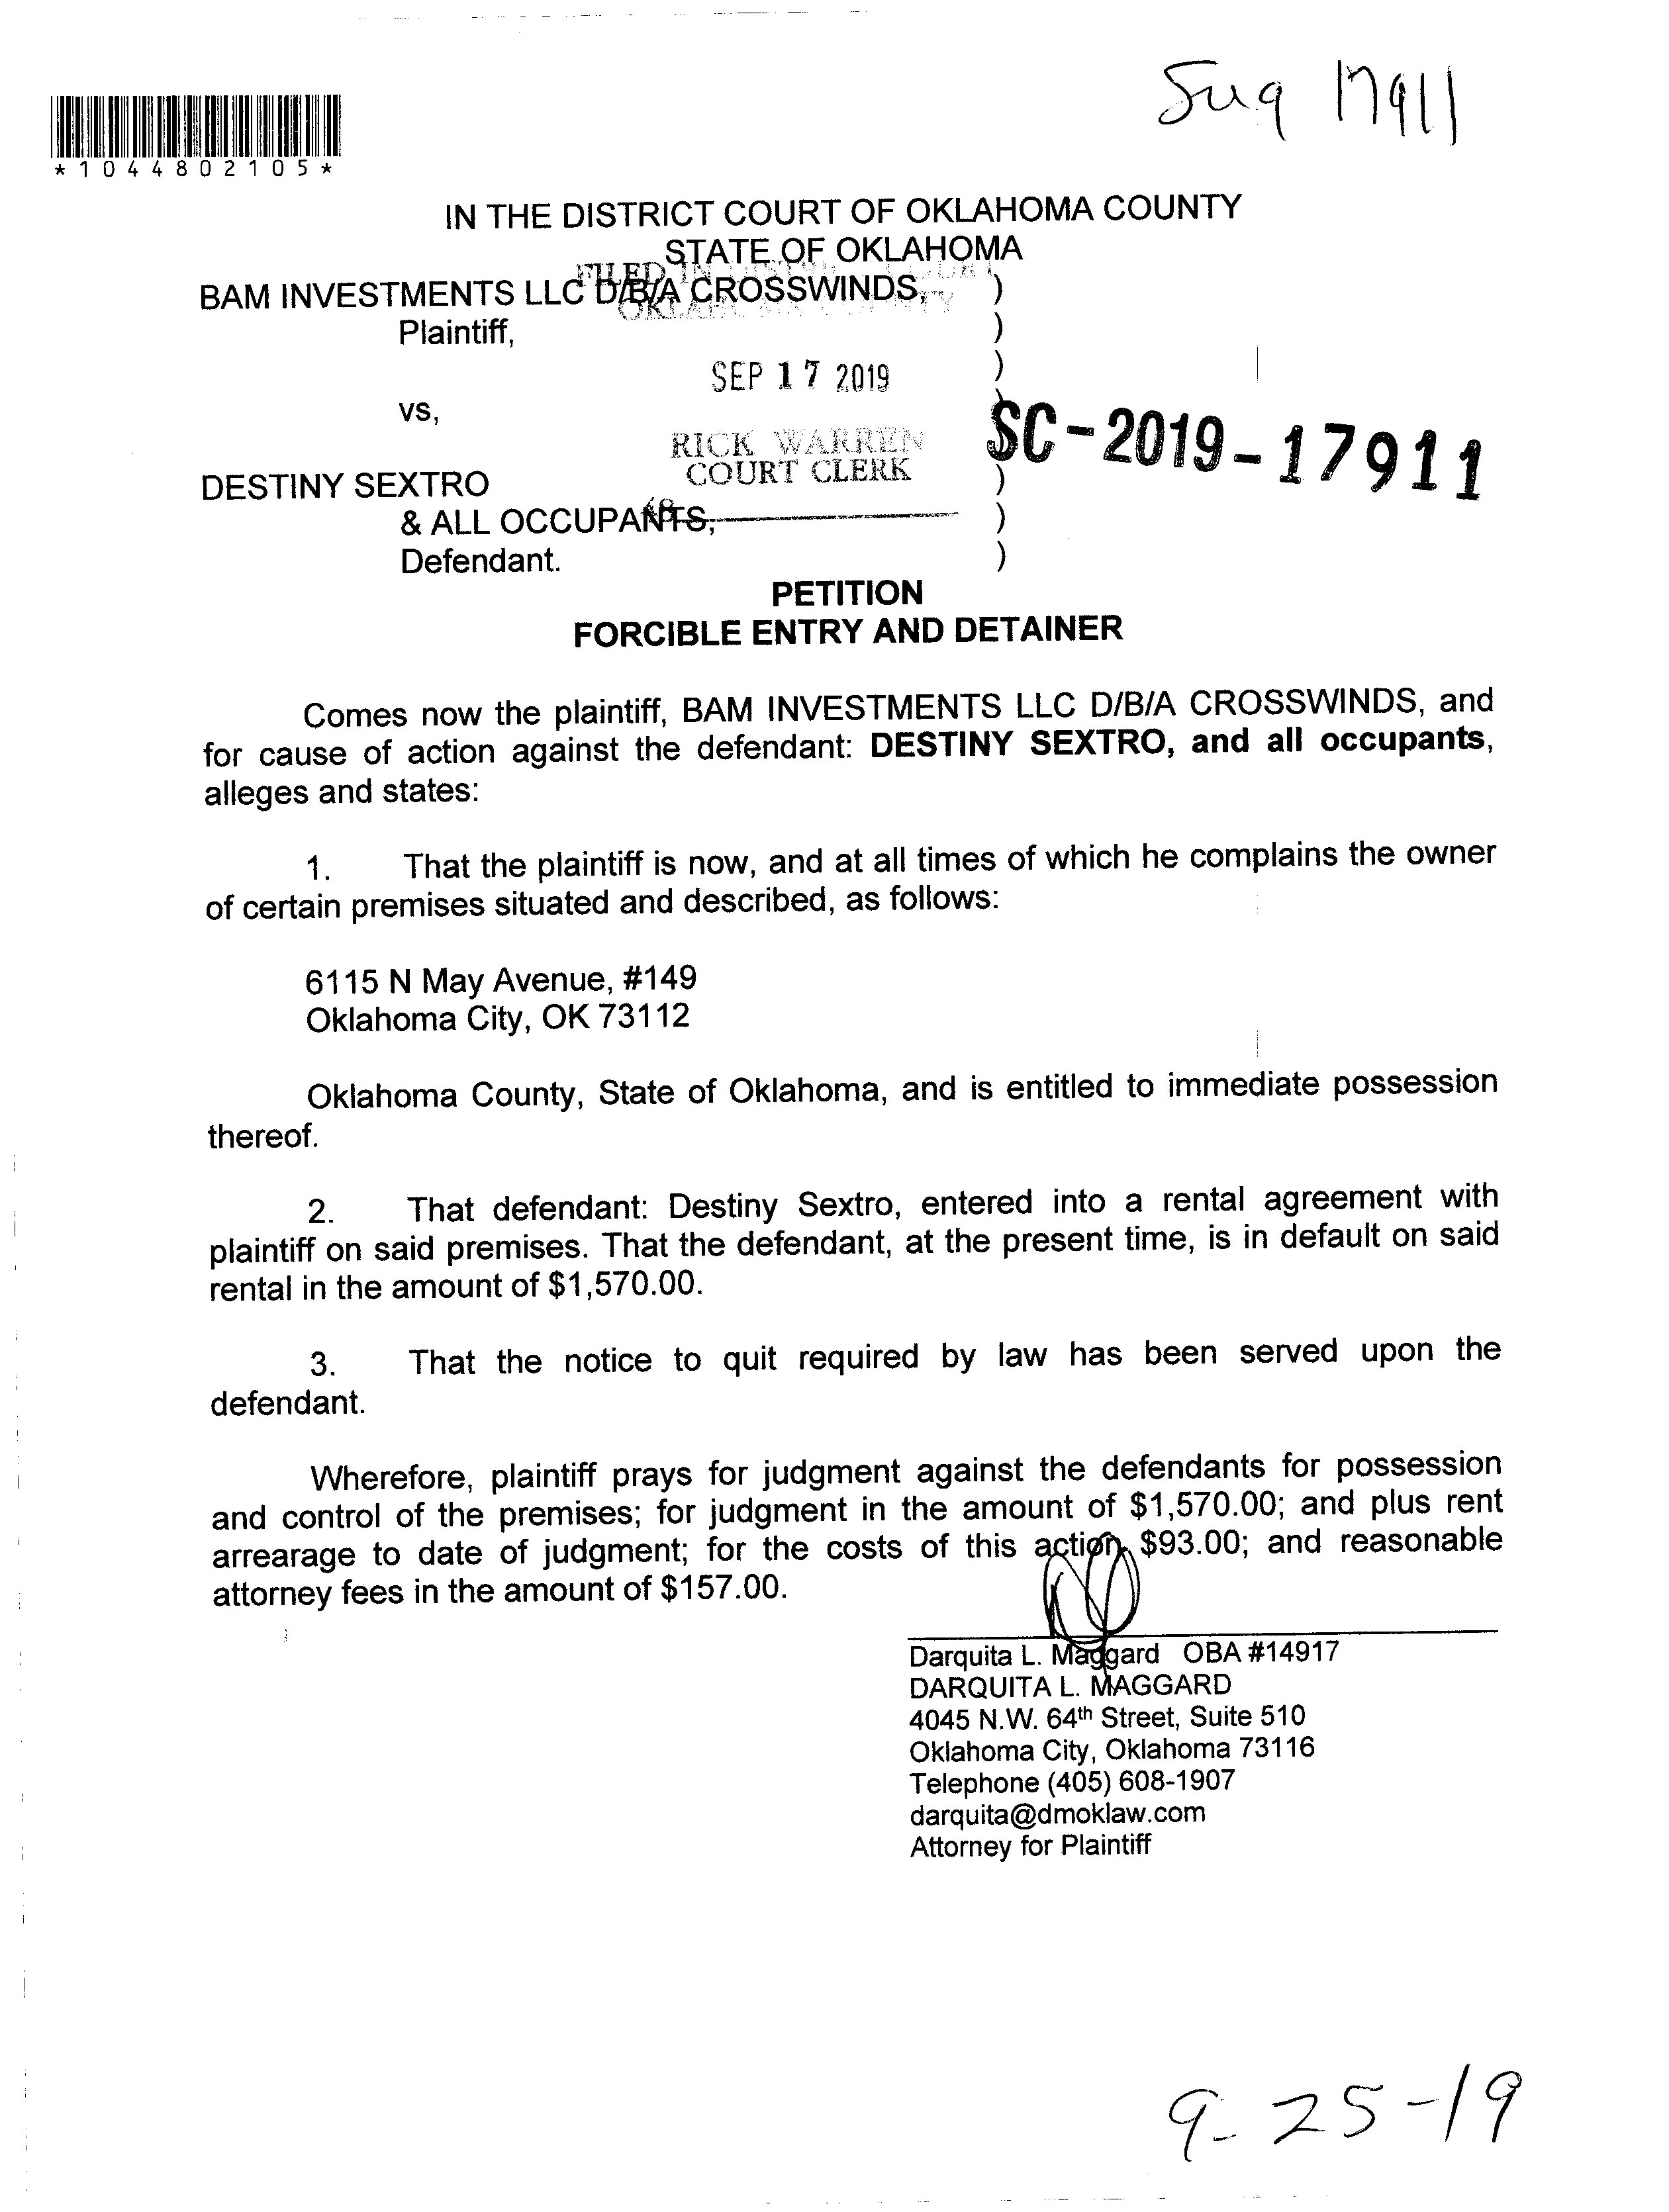 *1044802105*
IN THE DISTRICT COURT OF OKLAHOMA COUNTY
STATE OF OKLAHOMA
FILED IN DISTRICT COURT
OKLAHOMA COUNTY
BAM INVESTMENTS LLC D/B/A CROSSWINDS, )
Plaintiff, )
SEP 17 2019 )
vs,
SC-2019-17911
RICK WARREN
COURT CLERK
DESTINY SEXTRO )
& ALL OCCUPANTS, )
Defendant. )
PETITION
FORCIBLE ENTRY AND DETAINER
Comes now the plaintiff, BAM INVESTMENTS LLC D/B/A CROSSWINDS, and
for cause of action against the defendant: DESTINY SEXTRO, and all occupants,
alleges and states:
1. That the plaintiff is now, and at all times of which he complains the owner
of certain premises situated and described, as follows:
6115 N May Avenue, #149
Oklahoma City, OK 73112
Oklahoma County, State of Oklahoma, and is entitled to immediate possession
thereof.
2. That defendant: Destiny Sextro, entered into a rental agreement with
plaintiff on said premises. That the defendant, at the present time, is in default on said
rental in the amount of $1,570.00.
3. That the notice to quit required by law has been served upon the
defendant.
Wherefore, plaintiff prays for judgment against the defendants for possession
and control of the premises; for judgment in the amount of $1,570.00; and plus rent
arrearage to date of judgment; for the costs of this action, $93.00; and reasonable
attorney fees in the amount of $157.00.
Darquita L. Maggard OBA #14917
DARQUITA L. MAGGARD
4045 N.W. 64th Street, Suite 510
Oklahoma City, Oklahoma 73116
Telephone (405) 608-1907
darquita@dmoklaw.com
Attorney for Plaintiff
9-25-19